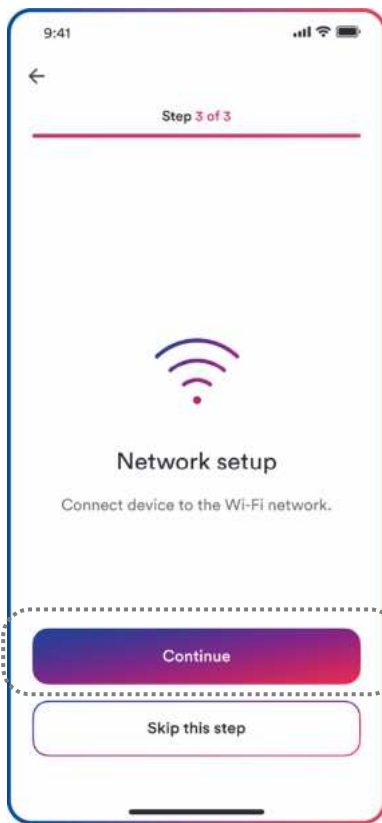 9:41
Step 3 of 3
Network setup
Connect device to the Wi-Fi network.
Continue
Skip this step